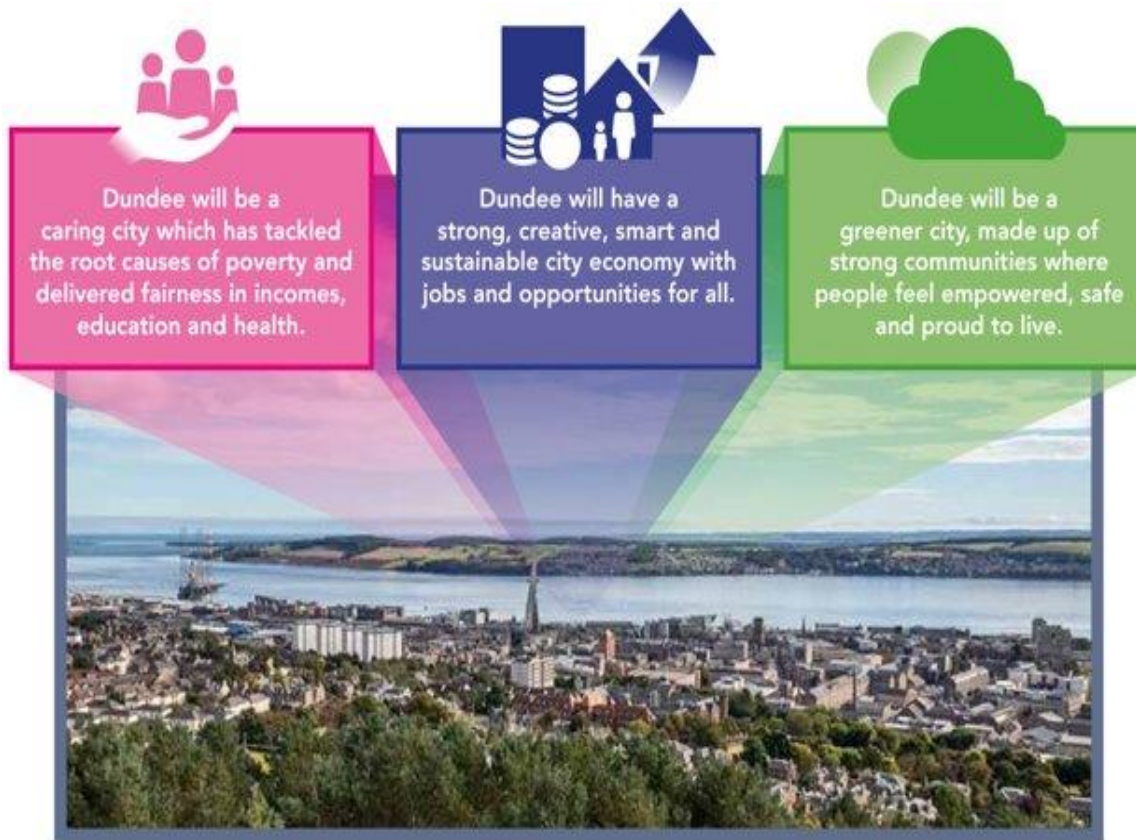 Dundee will be a
caring city which has tackled
the root causes of poverty and
delivered fairness in incomes,
education and health.
Dundee will have a
strong, creative, smart and
sustainable city economy with
jobs and opportunities for all.
Dundee will be a
greener city, made up of
strong communities where
people feel empowered, safe
and proud to live.